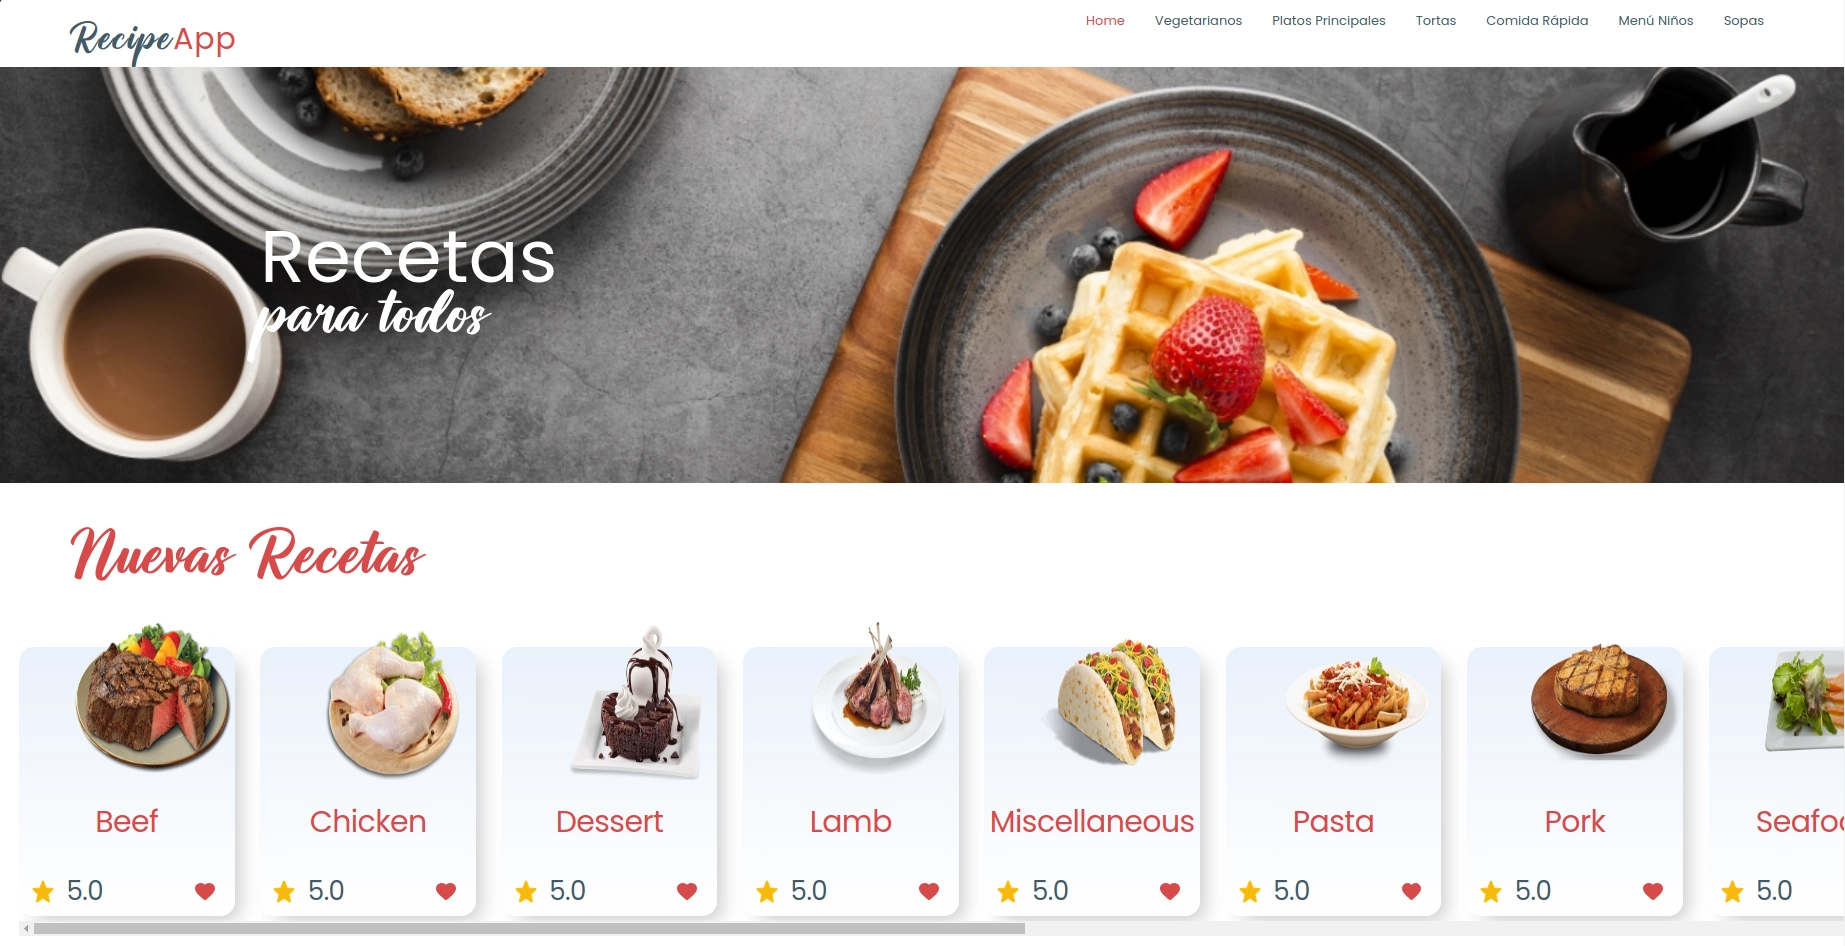 RecipeApp
Home Vegetarianos Platos Principales Tortas Comida Rápida Menú Niños Sopas
Recetas
para todos
Nuevas Recetas
Beef Chicken Dessert Lamb Miscellaneous Pasta Pork
5.0 5.0 5.0 5.0 5.0 5.0 5.0 5.0